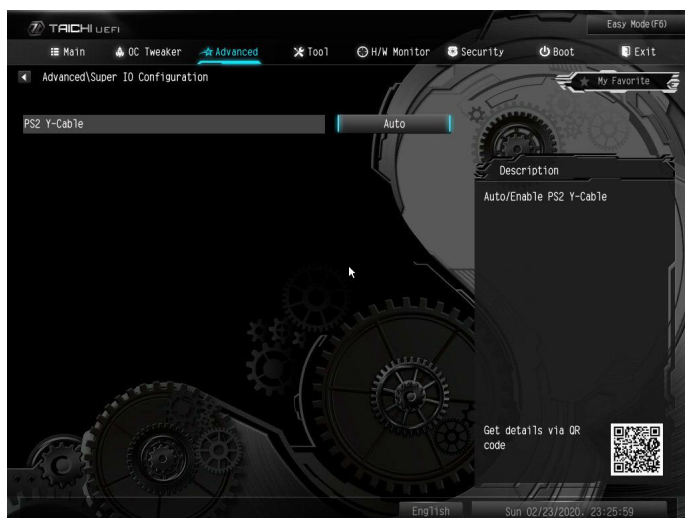 TAICHI UEFI
Easy Mode(F6)
Main OC Tweaker Advanced Tool H/W Monitor Security Boot Exit
Advanced\Super IO Configuration
My Favorite
PS2 Y-Cable Auto
Description
Auto/Enable PS2 Y-Cable
Get details via QR
code
English
Sun 02/23/2020. 23:25:59